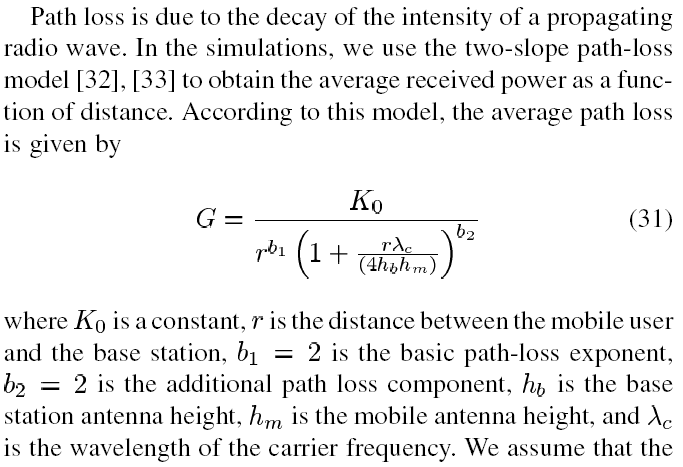 Path loss is due to the decay of the intensity of a propagating
radio wave. In the simulations, we use the two-slope path-loss
model [32], [33] to obtain the average received power as a func-
tion of distance. According to this model, the average path loss
is given by
G = \frac{K_0}{r^{b_1} \left(1 + \frac{r\lambda_c}{(4h_b h_m)}\right)^{b_2}} (31)
where K_0 is a constant, r is the distance between the mobile user
and the base station, b_1 = 2 is the basic path-loss exponent,
b_2 = 2 is the additional path loss component, h_b is the base
station antenna height, h_m is the mobile antenna height, and λ_c
is the wavelength of the carrier frequency. We assume that the